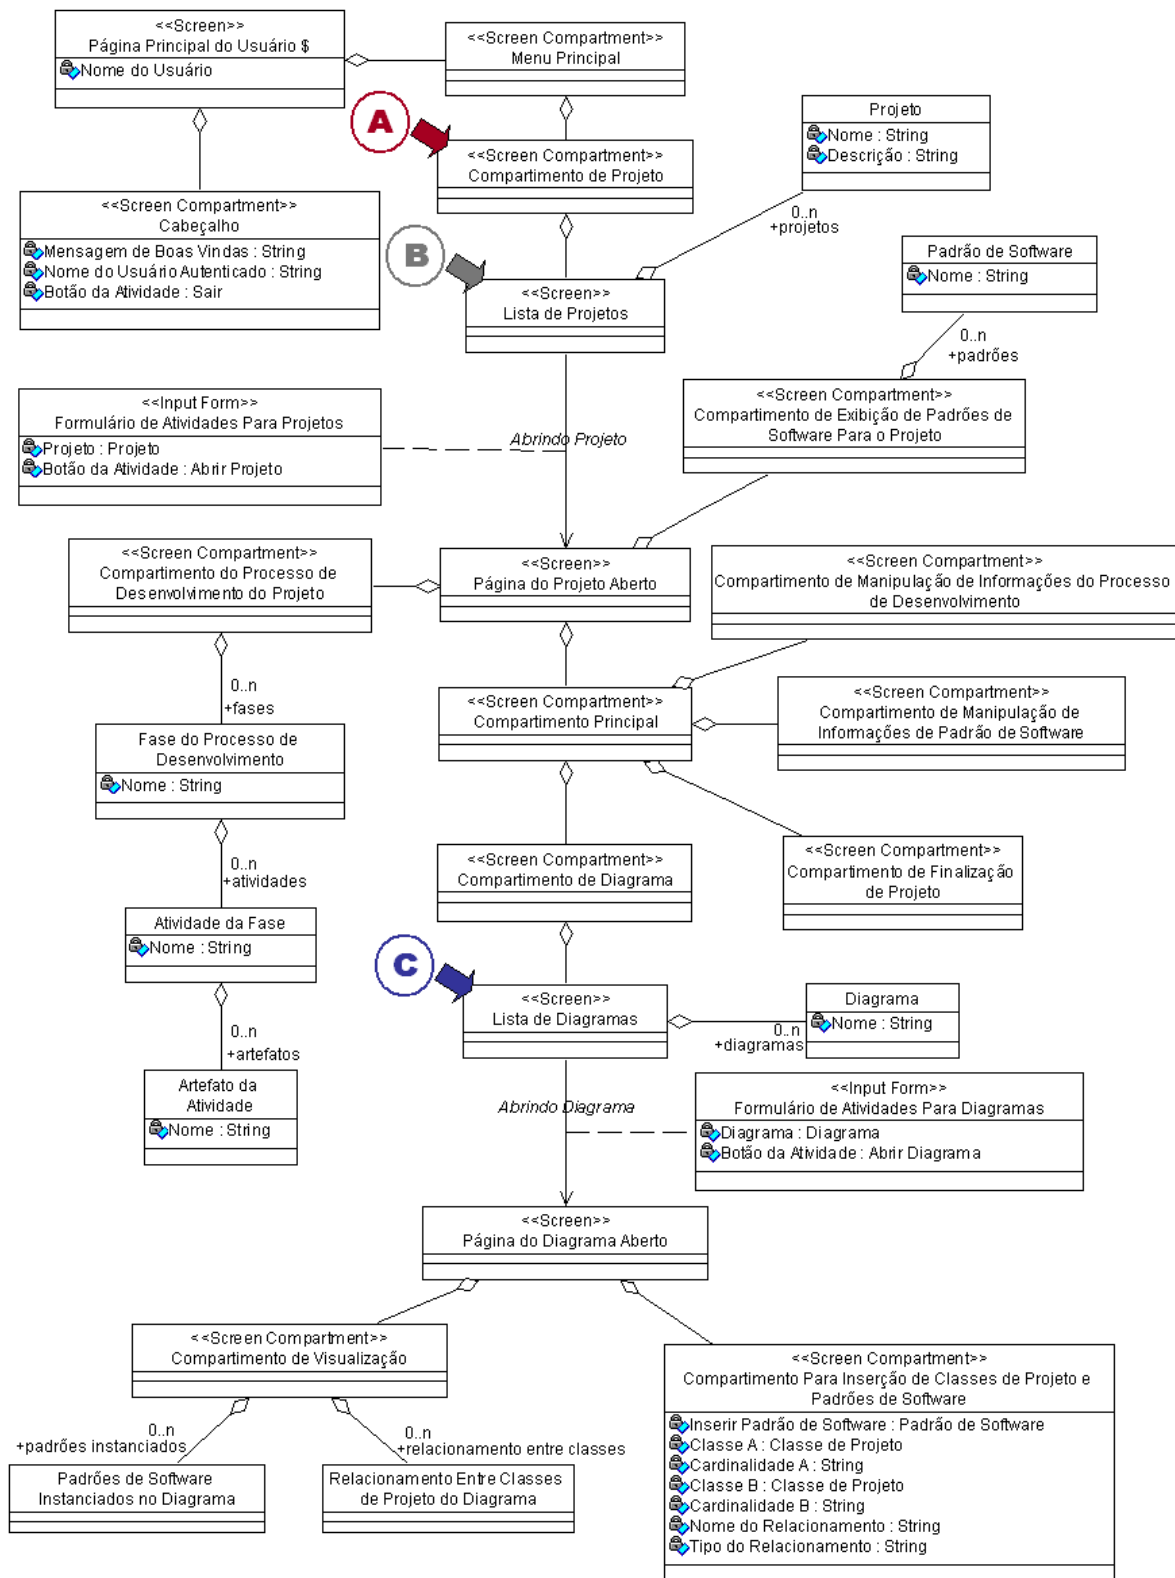 <<Screen>>
Página Principal do Usuário $
Nome do Usuário
<<Screen Compartment>>
Menu Principal
A
<<Screen Compartment>>
Compartimento de Projeto
Projeto
Nome : String
Descrição : String
0..n
+projetos
<<Screen Compartment>>
Cabeçalho
Mensagem de Boas Vindas : String
Nome do Usuário Autenticado : String
Botão da Atividade : Sair
B
<<Screen>>
Lista de Projetos
Padrão de Software
Nome : String
0..n
+padrões
<<Input Form>>
Formulário de Atividades Para Projetos
Projeto : Projeto
Botão da Atividade : Abrir Projeto
Abrindo Projeto
<<Screen Compartment>>
Compartimento de Exibição de Padrões de
Software Para o Projeto
<<Screen Compartment>>
Compartimento do Processo de
Desenvolvimento do Projeto
<<Screen>>
Página do Projeto Aberto
<<Screen Compartment>>
Compartimento de Manipulação de Informações do Processo
de Desenvolvimento
0..n
+fases
<<Screen Compartment>>
Compartimento Principal
<<Screen Compartment>>
Compartimento de Manipulação de
Informações de Padrão de Software
Fase do Processo de
Desenvolvimento
Nome : String
0..n
+atividades
<<Screen Compartment>>
Compartimento de Diagrama
<<Screen Compartment>>
Compartimento de Finalização
de Projeto
Atividade da Fase
Nome : String
C
<<Screen>>
Lista de Diagramas
0..n
+diagramas
Diagrama
Nome : String
0..n
+artefatos
Artefato da
Atividade
Nome : String
Abrindo Diagrama
<<Input Form>>
Formulário de Atividades Para Diagramas
Diagrama : Diagrama
Botão da Atividade : Abrir Diagrama
<<Screen>>
Página do Diagrama Aberto
<<Screen Compartment>>
Compartimento de Visualização
<<Screen Compartment>>
Compartimento Para Inserção de Classes de Projeto e
Padrões de Software
Inserir Padrão de Software : Padrão de Software
Classe A : Classe de Projeto
Cardinalidade A : String
Classe B : Classe de Projeto
Cardinalidade B : String
Nome do Relacionamento : String
Tipo do Relacionamento : String
0..n
+padrões instanciados
0..n
+relacionamento entre classes
Padrões de Software
Instanciados no Diagrama
Relacionamento Entre Classes
de Projeto do Diagrama